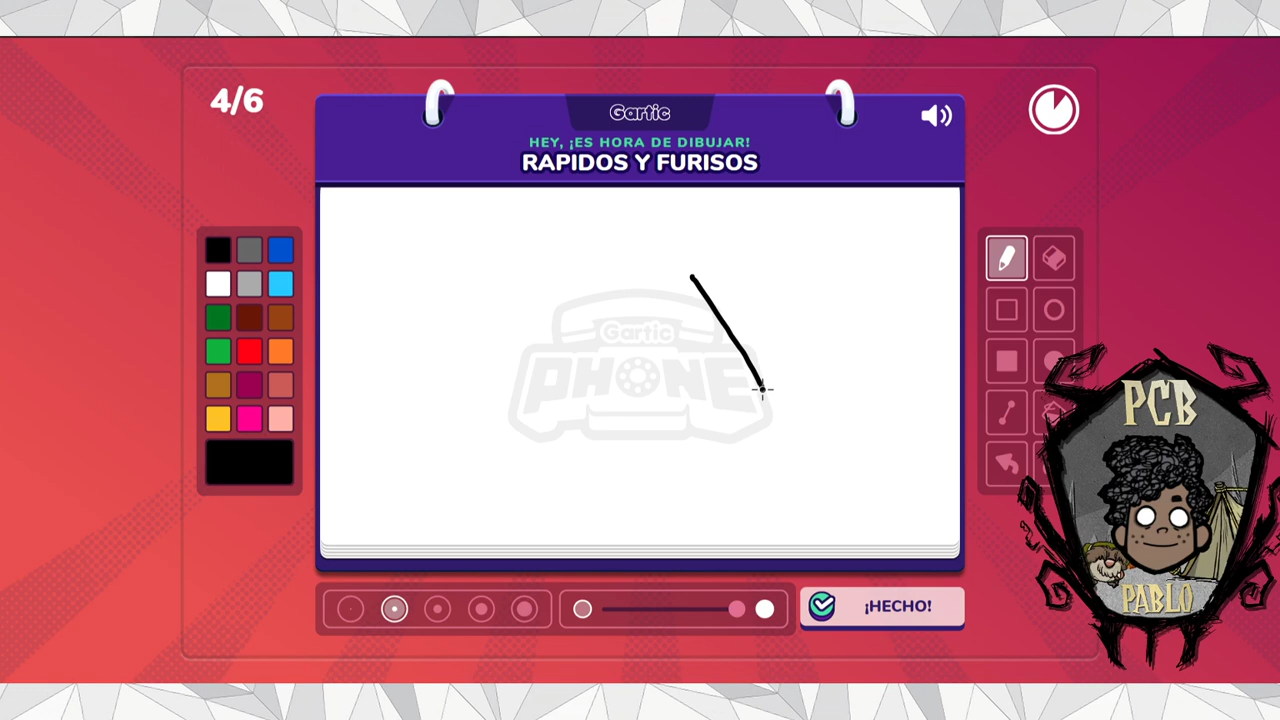 4/6
Gartic
HEY, ¡ES HORA DE DIBUJAR!
RAPIDOS Y FURISOS
Gartic
PHONE
¡HECHO!
PCB
PABLO